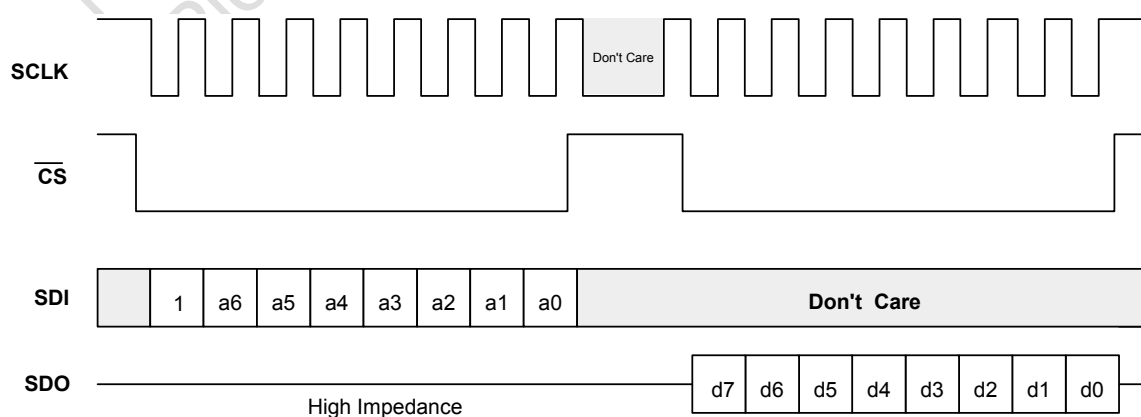 SCLK
Don't Care
CS
SDI
1 a6 a5 a4 a3 a2 a1 a0
Don't Care
SDO
d7 d6 d5 d4 d3 d2 d1 d0
High Impedance